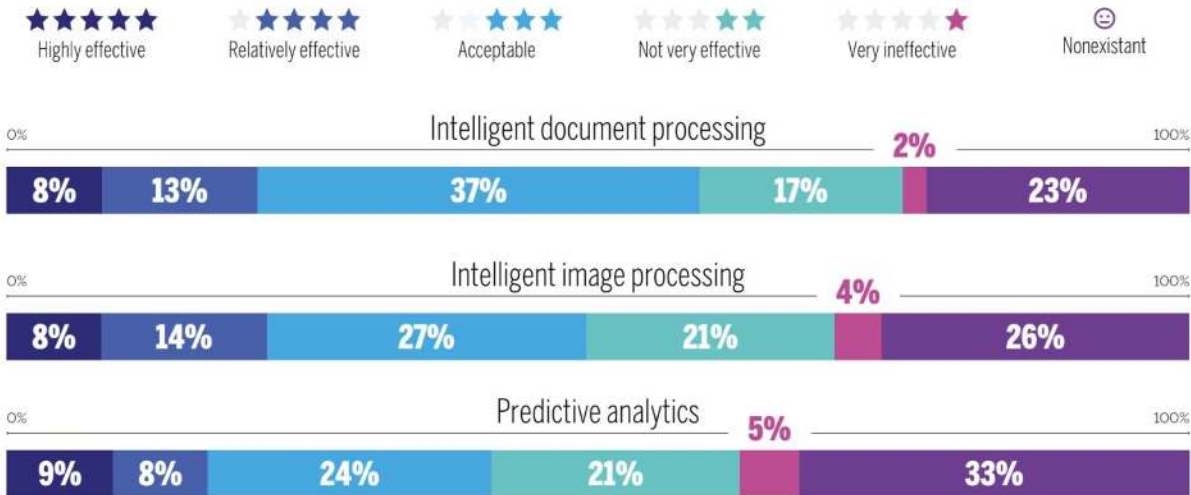 Highly effective
Relatively effective
Acceptable
Not very effective
Very ineffective
Nonexistant
Intelligent document processing
0%
2%
100%
8% 13% 37% 17% 23%
Intelligent image processing
0%
4%
100%
8% 14% 27% 21% 26%
Predictive analytics
0%
5%
100%
9% 8% 24% 21% 33%